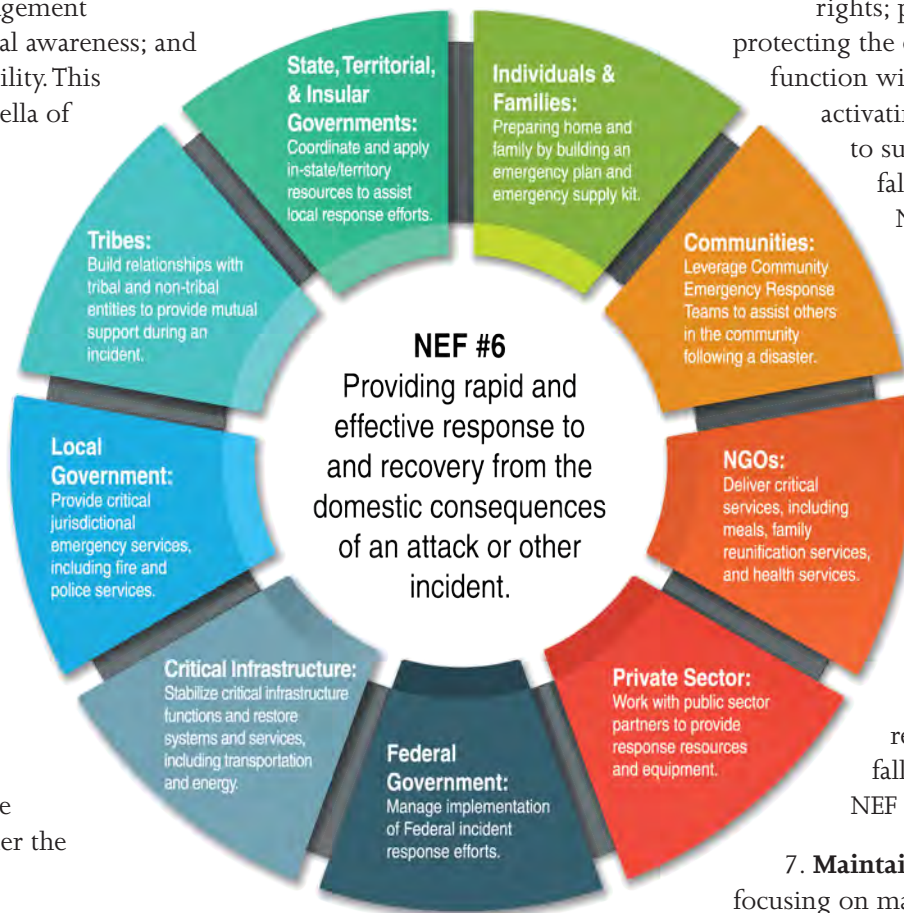 gement
al awareness; and
ility. This
ella of
rights; p
protecting the
function wi
activatin
to su
fal
N
State, Territorial,
& Insular
Governments:
Coordinate and apply
in-state/territory
resources to assist
local response efforts.
Individuals &
Families:
Preparing home and
family by building an
emergency plan and
emergency supply kit.
Tribes:
Build relationships with
tribal and non-tribal
entities to provide mutual
support during an
incident.
Communities:
Leverage Community
Emergency Response
Teams to assist others
in the community
following a disaster.
NEF #6
Providing rapid and
effective response to
and recovery from the
domestic consequences
of an attack or other
incident.
Local
Government:
Provide critical
jurisdictional
emergency services,
including fire and
police services.
NGOs:
Deliver critical
services, including
meals, family
reunification services,
and health services.
Critical Infrastructure:
Stabilize critical infrastructure
functions and restore
systems and services,
including transportation
and energy.
Federal
Government:
Manage implementation
of Federal incident
response efforts.
Private Sector:
Work with public sector
partners to provide
response resources
and equipment.
e
er the
re
fall
NEF
7. Maintai
focusing on ma